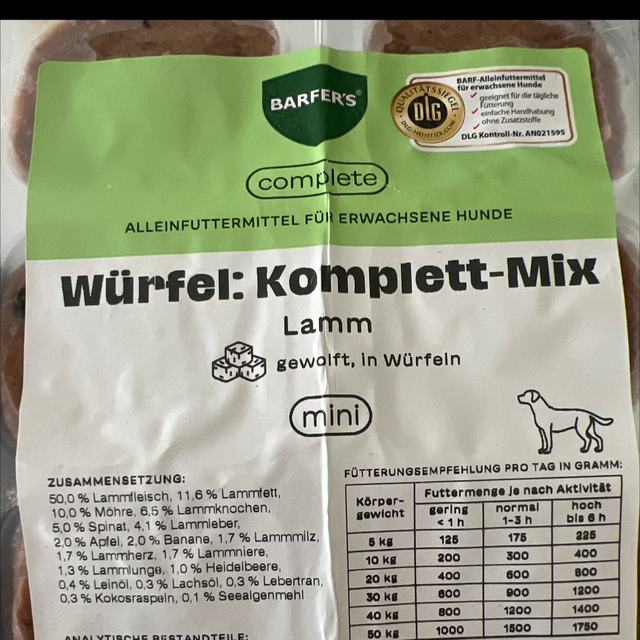 BARFER'S®
QUALITÄTSSIEGEL
DLG
DLG-HEIMTIER.COM
BARF-Alleinfuttermittel
für erwachsene Hunde
✓ geeignet für die tägliche
Fütterung
✓ einfache Handhabung
✓ ohne Zusatzstoffe
DLG Kontroll-Nr. AN021595
complete
ALLEINFUTTERMITTEL FÜR ERWACHSENE HUNDE
Würfel: Komplett-Mix
Lamm
gewolft, in Würfeln
mini
ZUSAMMENSETZUNG:
50,0 % Lammfleisch, 11,6 % Lammfett,
10,0 % Möhre, 6,5 % Lammknochen,
5,0 % Spinat, 4,1 % Lammleber,
2,0 % Apfel, 2,0 % Banane, 1,7 % Lammmilz,
1,7 % Lammherz, 1,7 % Lammniere,
1,3 % Lammlunge, 1,0 % Heidelbeere,
0,4 % Leinöl, 0,3 % Lachsöl, 0,3 % Lebertran,
0,3 % Kokosraspeln, 0,1 % Seealgenmehl
ANALYTISCHE BESTANDTEILE:
FÜTTERUNGSEMPFEHLUNG PRO TAG IN GRAMM:
Körper- Futtermenge je nach Aktivität
gewicht gering normal hoch
< 1 h 1-3 h bis 6 h
5 kg 125 175 225
10 kg 200 300 400
20 kg 400 600 800
30 kg 600 900 1200
40 kg 800 1200 1400
50 kg 1000 1500 1750